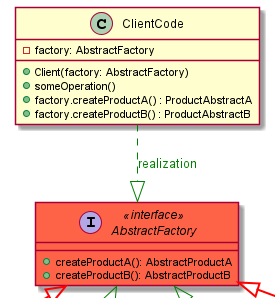 C ClientCode
factory: AbstractFactory
Client(factory: AbstractFactory)
someOperation()
factory.createProductA() : ProductAbstractA
factory.createProductB() : ProductAbstractB
realization
I «interface»
AbstractFactory
createProductA(): AbstractProductA
createProductB(): AbstractProductB